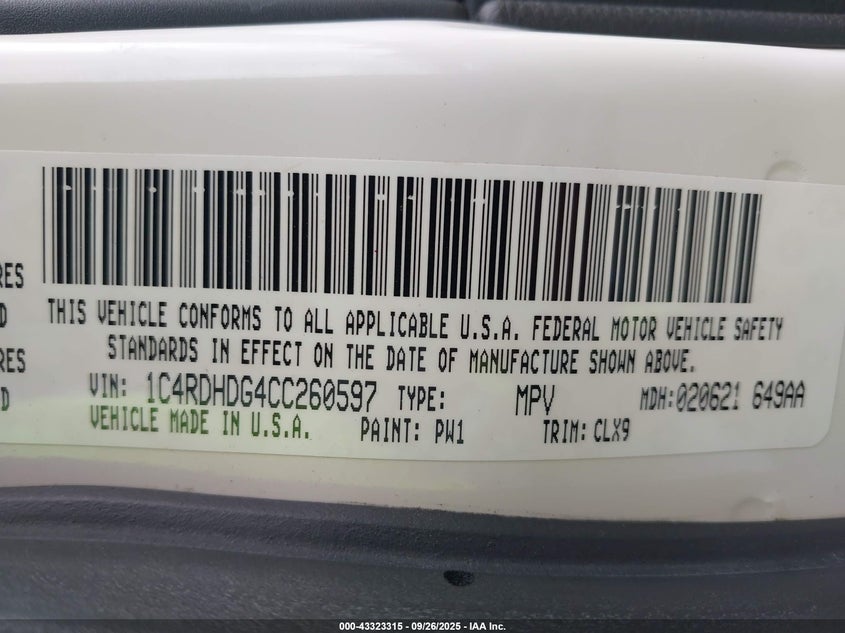 RES
THIS VEHICLE CONFORMS TO ALL APPLICABLE U.S.A. FEDERAL MOTOR VEHICLE SAFETY
D
STANDARDS IN EFFECT ON THE DATE OF MANUFACTURE SHOWN ABOVE.
RES
VIN: 1C4RDHDG4CC260597 TYPE: MPV MDH:020621 649AA
D
VEHICLE MADE IN U.S.A. PAINT: PW1 TRIM: CLX9
000-43323315 - 09/26/2025 - IAA Inc.